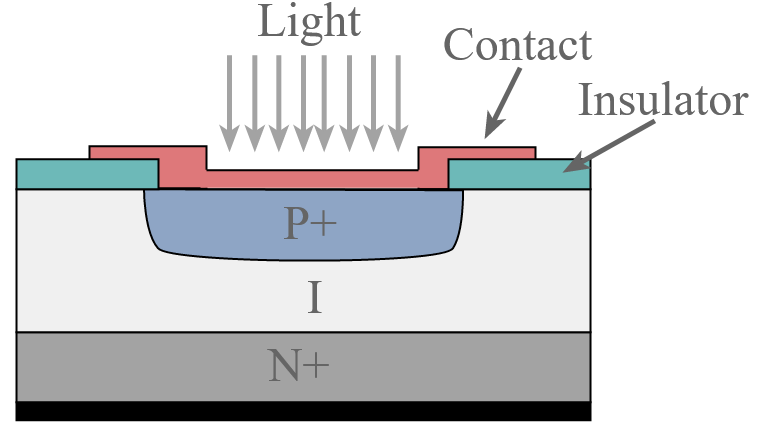 Light
Contact
Insulator
P+
I
N+